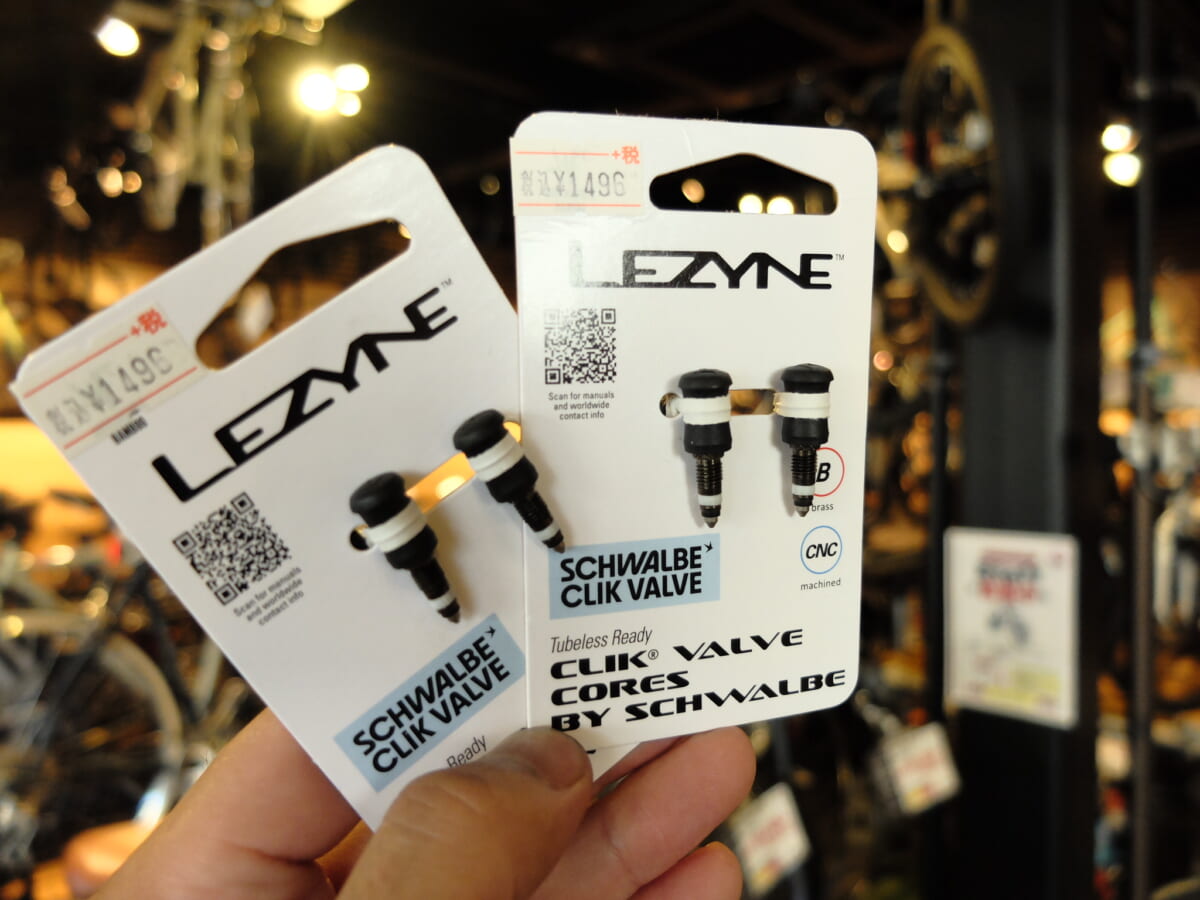 +税
税込¥1496
LEZYNE™
Scan for manuals
and worldwide
contact info
SCHWALBE
CLIK VALVE
Ready
+税
税込¥1496
LEZYNE™
Scan for manuals
and worldwide
contact info
B
brass
CNC
machined
SCHWALBE
CLIK VALVE
Tubeless Ready
CLIK® VALVE
CORES
BY SCHWALBE